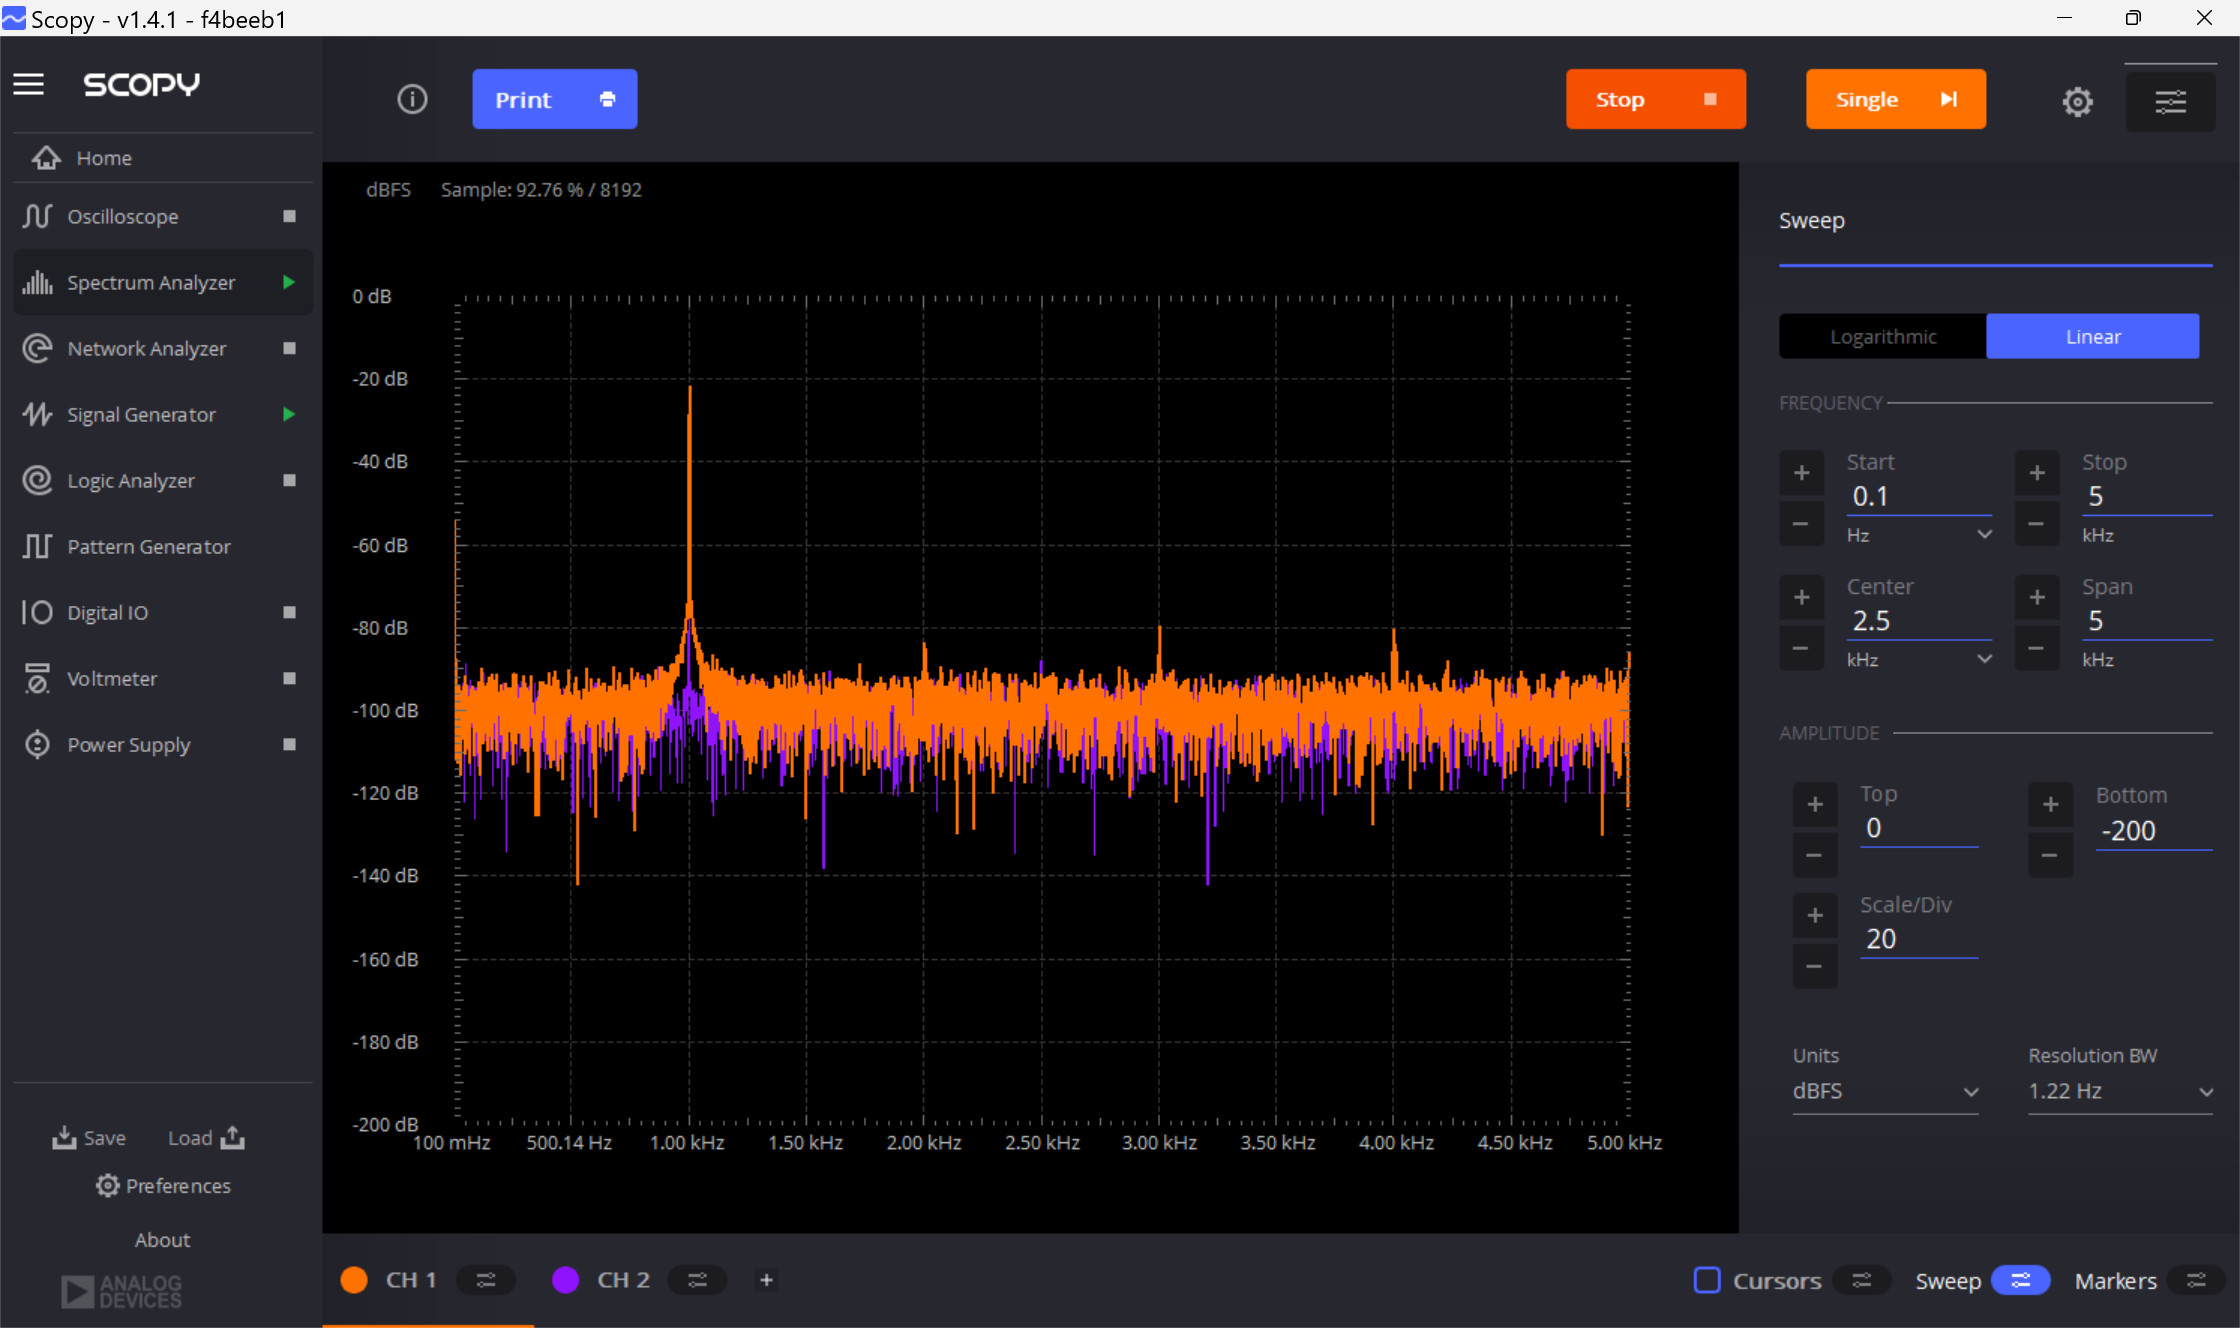 Scopy - v1.4.1 - f4beeb1
SCOPY
Print
Stop
Single
Home
Oscilloscope
Spectrum Analyzer
Network Analyzer
Signal Generator
Logic Analyzer
Pattern Generator
Digital IO
Voltmeter
Power Supply
Save
Load
Preferences
About
ANALOG
DEVICES
dBFS Sample: 92.76 % / 8192
0 dB
-20 dB
-40 dB
-60 dB
-80 dB
-100 dB
-120 dB
-140 dB
-160 dB
-180 dB
-200 dB
100 mHz 500.14 Hz 1.00 kHz 1.50 kHz 2.00 kHz 2.50 kHz 3.00 kHz 3.50 kHz 4.00 kHz 4.50 kHz 5.00 kHz
Sweep
Logarithmic Linear
FREQUENCY
Start Stop
0.1 5
Hz kHz
Center Span
2.5 5
kHz kHz
AMPLITUDE
Top Bottom
0 -200
Scale/Div
20
Units Resolution BW
dBFS 1.22 Hz
CH 1 CH 2 + Cursors Sweep Markers